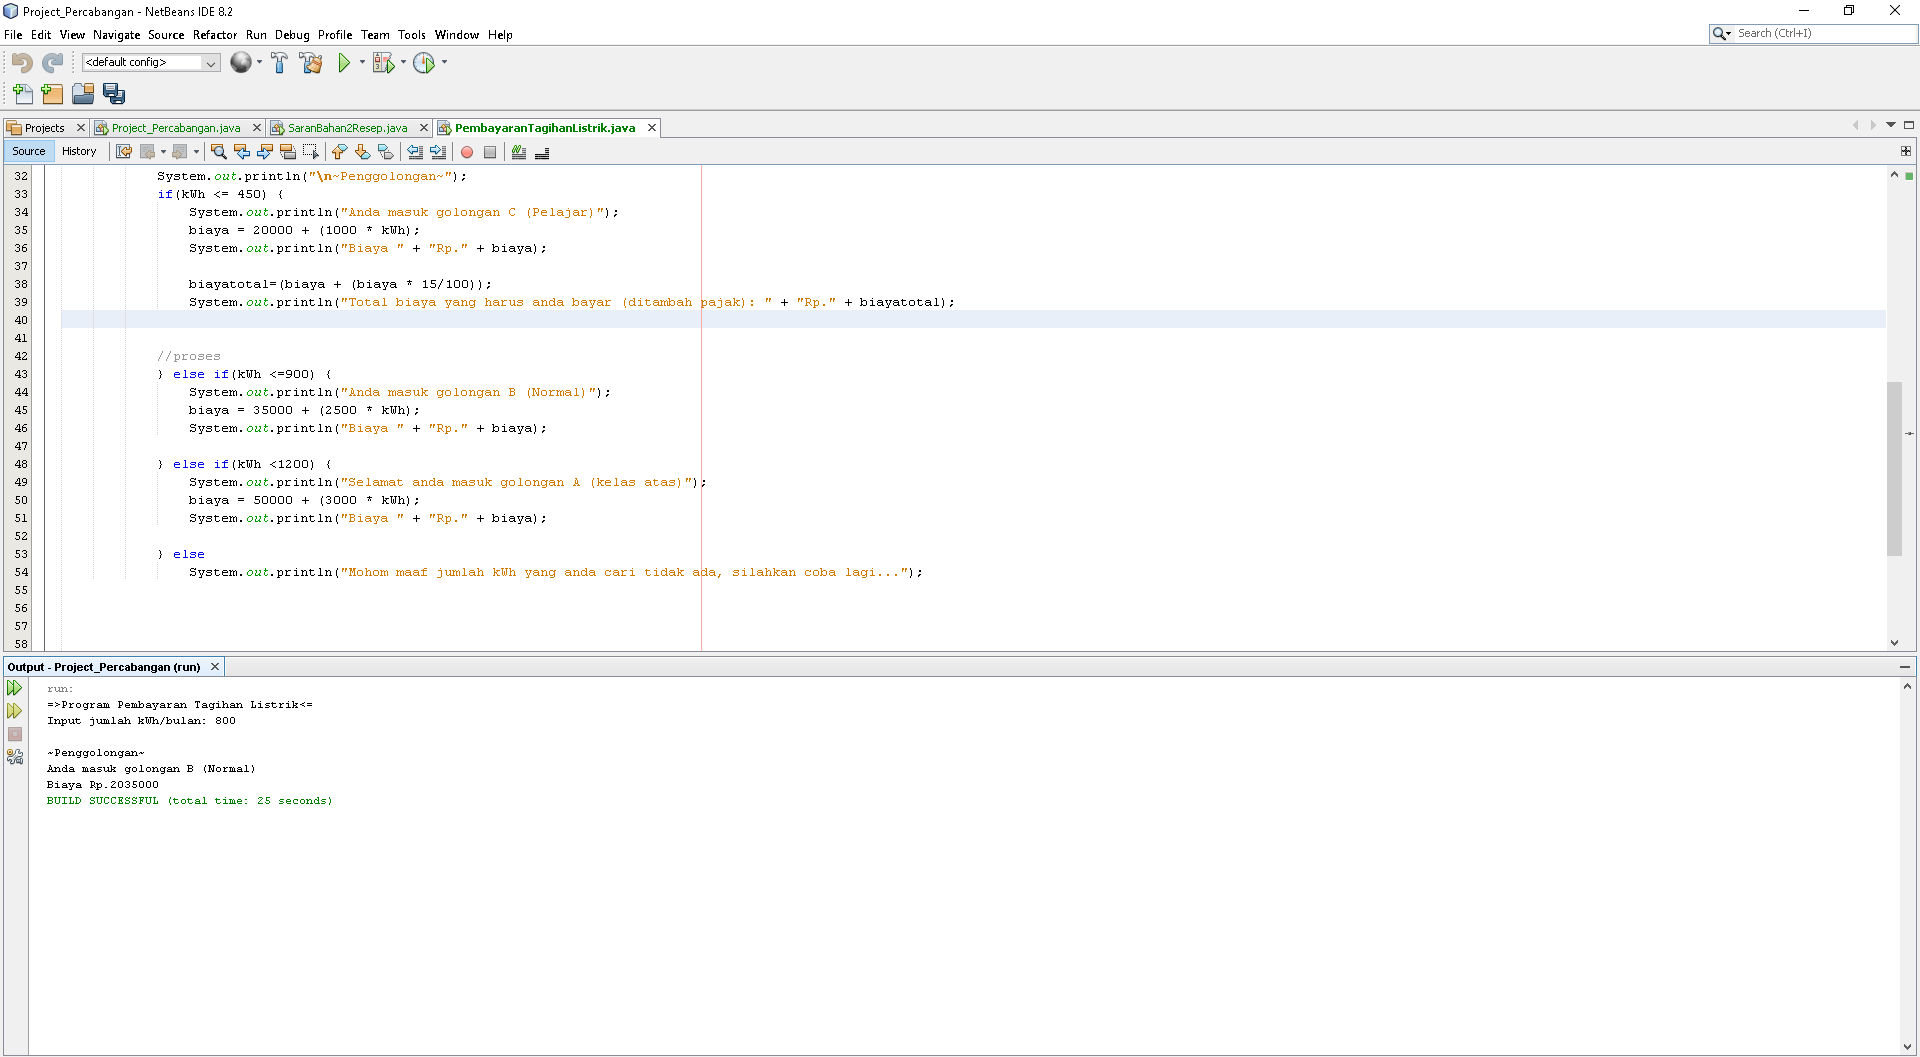 Project_Percabangan - NetBeans IDE 8.2
File Edit View Navigate Source Refactor Run Debug Profile Team Tools Window Help
Search (Ctrl+I)
<default config>
Projects Project_Percabangan.java SaranBahan2Resep.java PembayaranTagihanListrik.java
Source History
32 System.out.println("\n~Penggolongan~");
33 if(kWh <= 450) {
34 System.out.println("Anda masuk golongan C (Pelajar)");
35 biaya = 20000 + (1000 * kWh);
36 System.out.println("Biaya " + "Rp." + biaya);
37
38 biayatotal=(biaya + (biaya * 15/100));
39 System.out.println("Total biaya yang harus anda bayar (ditambah pajak): " + "Rp." + biayatotal);
40
41
42 //proses
43 } else if(kWh <=900) {
44 System.out.println("Anda masuk golongan B (Normal)");
45 biaya = 35000 + (2500 * kWh);
46 System.out.println("Biaya " + "Rp." + biaya);
47
48 } else if(kWh <1200) {
49 System.out.println("Selamat anda masuk golongan A (kelas atas)");
50 biaya = 50000 + (3000 * kWh);
51 System.out.println("Biaya " + "Rp." + biaya);
52
53 } else
54 System.out.println("Mohom maaf jumlah kWh yang anda cari tidak ada, silahkan coba lagi...");
55
56
57
58
Output - Project_Percabangan (run)
run:
=>Program Pembayaran Tagihan Listrik<=
Input jumlah kWh/bulan: 800
~Penggolongan~
Anda masuk golongan B (Normal)
Biaya Rp.2035000
BUILD SUCCESSFUL (total time: 25 seconds)